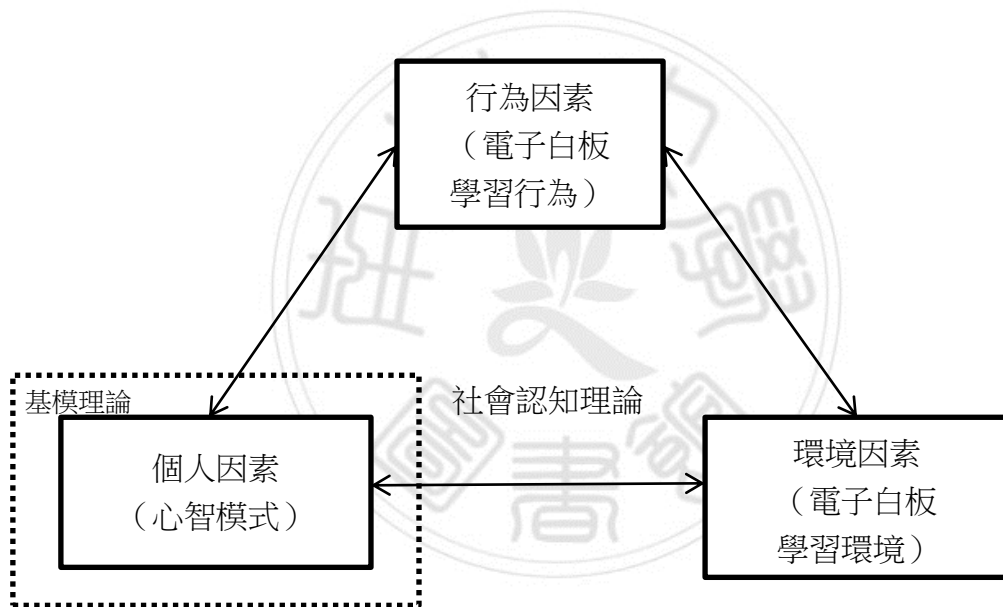 行為因素
（電子白板
學習行為）
基模理論
社會認知理論
個人因素
（心智模式）
環境因素
（電子白板
學習環境）